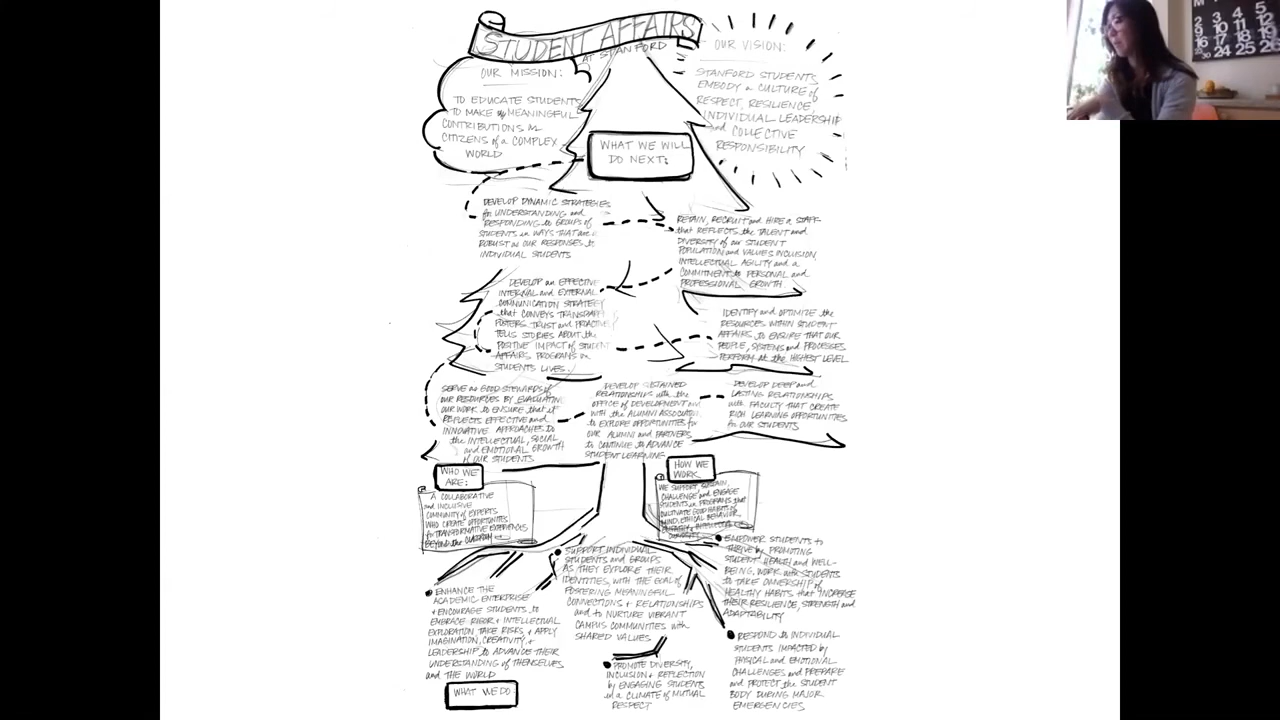 STUDENT AFFAIRS
AT STANFORD
OUR MISSION:
TO EDUCATE STUDENTS
TO MAKE MEANINGFUL
CONTRIBUTIONS as
CITIZENS of a COMPLEX
WORLD
OUR VISION:
STANFORD STUDENTS
EMBODY a CULTURE of
RESPECT, RESILIENCE,
INDIVIDUAL LEADERSHIP
and COLLECTIVE
RESPONSIBILITY
WHAT WE WILL
DO NEXT:
DEVELOP DYNAMIC STRATEGIES
for UNDERSTANDING and
RESPONDING to GROUPS of
STUDENTS in WAYS THAT are
ROBUST as OUR RESPONSES to
INDIVIDUAL STUDENTS
RETAIN, RECRUIT and HIRE a STAFF
that REFLECTS the TALENT and
DIVERSITY of our STUDENT
POPULATION and VALUES INCLUSION,
INTELLECTUAL AGILITY and a
COMMITMENT to PERSONAL and
PROFESSIONAL GROWTH.
DEVELOP an EFFECTIVE
INTERNAL and EXTERNAL
COMMUNICATION STRATEGY
that CONVEYS
FOSTERS TRUST and
TELLS STORIES ABOUT the
POSITIVE IMPACT of STUDENT
AFFAIRS PROGRAMS on
STUDENTS LIVES.
IDENTIFY and OPTIMIZE the
RESOURCES WITHIN STUDENT
AFFAIRS to ENSURE THAT OUR
PEOPLE, SYSTEMS and PROCESSES
PERFORM at the HIGHEST LEVEL
SERVE as GOOD STEWARDS of
OUR RESOURCES BY EVALUATING
OUR WORK to ENSURE that it
REFLECTS EFFECTIVE and
INNOVATIVE APPROACHES to
the INTELLECTUAL, SOCIAL
and EMOTIONAL GROWTH
of OUR STUDENTS
DEVELOP SUSTAINED
RELATIONSHIPS with the
OFFICE of DEVELOPMENT and
WITH the ALUMNI
to EXPLORE OPPORTUNITIES for
OUR ALUMNI and PARTNERS
to CONTINUE to ADVANCE
STUDENT LEARNING
DEVELOP DEEP and
LASTING RELATIONSHIPS
with FACULTY THAT CREATE
RICH LEARNING OPPORTUNITIES
for OUR STUDENTS
WHO WE
ARE:
A COLLABORATIVE
and INCLUSIVE
COMMUNITY of EXPERTS
WHO CREATE OPPORTUNITIES
for TRANSFORMATIVE EXPERIENCES
BEYOND the CLASSROOM
HOW WE
WORK
WE SUPPORT, SUSTAIN,
CHALLENGE and ENGAGE
STUDENTS in PROGRAMS that
CULTIVATE GOOD HABITS of
MIND, ETHICAL BEHAVIOR,
ENHANCE THE
ACADEMIC ENTERPRISE
+ ENCOURAGE STUDENTS to
EMBRACE RIGOR + INTELLECTUAL
EXPLORATION TAKE RISKS, + APPLY
IMAGINATION, CREATIVITY, +
LEADERSHIP to ADVANCE THEIR
UNDERSTANDING of THEMSELVES
and THE WORLD
WHAT WE DO:
SUPPORT INDIVIDUAL
STUDENTS and GROUPS
AS THEY EXPLORE THEIR
IDENTITIES, WITH the GOAL of
FOSTERING MEANINGFUL
CONNECTIONS + RELATIONSHIPS
and to NURTURE VIBRANT
CAMPUS COMMUNITIES with
SHARED VALUES
PROMOTE DIVERSITY,
INCLUSION + REFLECTION
by ENGAGING STUDENTS
in a CLIMATE of MUTUAL
RESPECT
EMPOWER STUDENTS to
THRIVE by PROMOTING
STUDENT HEALTH and WELL-
BEING, WORK with STUDENTS
to TAKE OWNERSHIP of
HEALTHY HABITS that INCREASE
THEIR RESILIENCE, STRENGTH and
ADAPTABILITY
RESPOND to INDIVIDUAL
STUDENTS IMPACTED by
PHYSICAL and EMOTIONAL
CHALLENGES and PREPARE
and PROTECT the STUDENT
BODY DURING MAJOR
EMERGENCIES